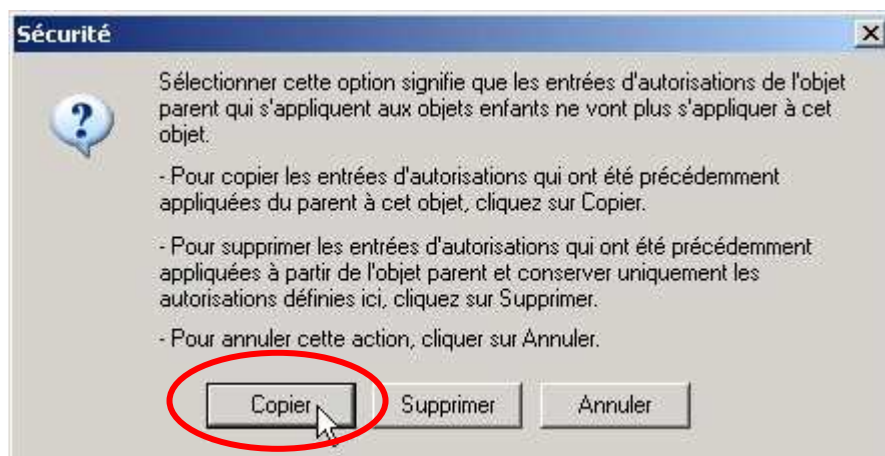 Sécurité
Sélectionner cette option signifie que les entrées d'autorisations de l'objet
parent qui s'appliquent aux objets enfants ne vont plus s'appliquer à cet
objet.
- Pour copier les entrées d'autorisations qui ont été précédemment
appliquées du parent à cet objet, cliquez sur Copier.
- Pour supprimer les entrées d'autorisations qui ont été précédemment
appliquées à partir de l'objet parent et conserver uniquement les
autorisations définies ici, cliquez sur Supprimer.
- Pour annuler cette action, cliquer sur Annuler.
Copier Supprimer Annuler